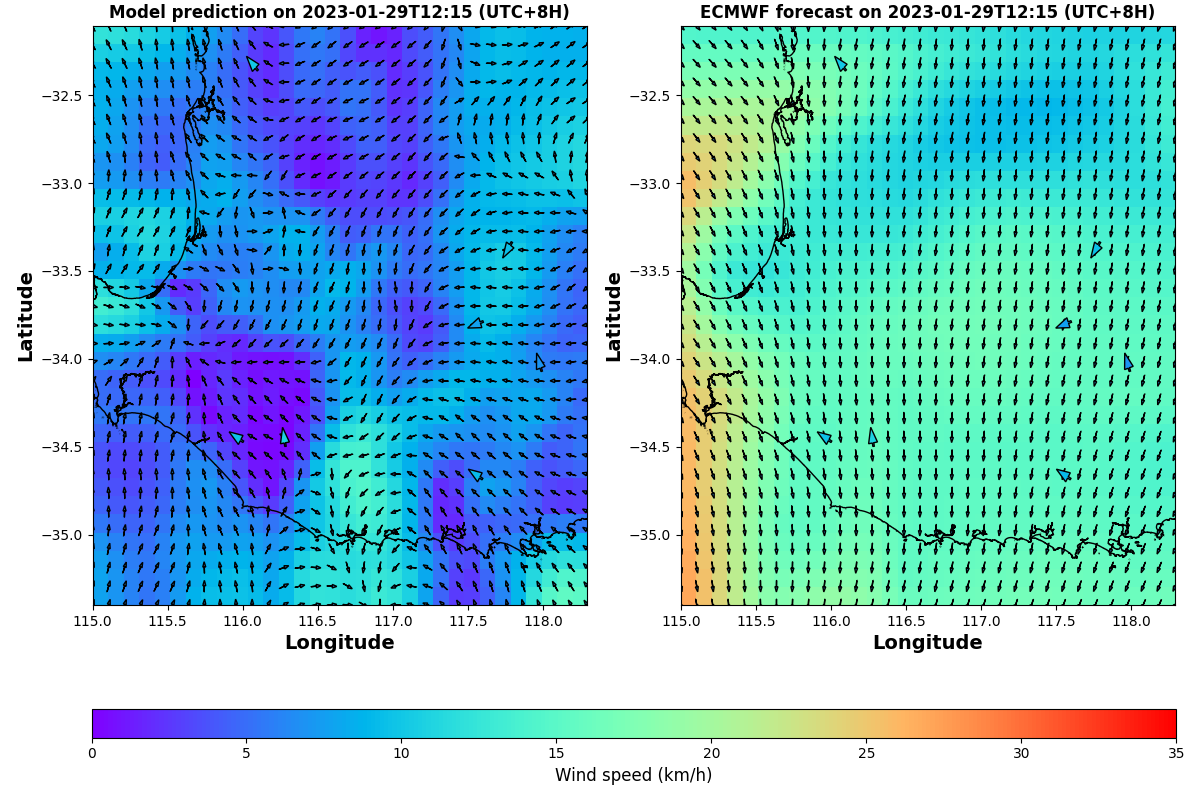 Model prediction on 2023-01-29T12:15 (UTC+8H)
ECMWF forecast on 2023-01-29T12:15 (UTC+8H)
Latitude
−32.5
−33.0
−33.5
−34.0
−34.5
−35.0
115.0 115.5 116.0 116.5 117.0 117.5 118.0
Longitude
Latitude
−32.5
−33.0
−33.5
−34.0
−34.5
−35.0
115.0 115.5 116.0 116.5 117.0 117.5 118.0
Longitude
0 5 10 15 20 25 30 35
Wind speed (km/h)